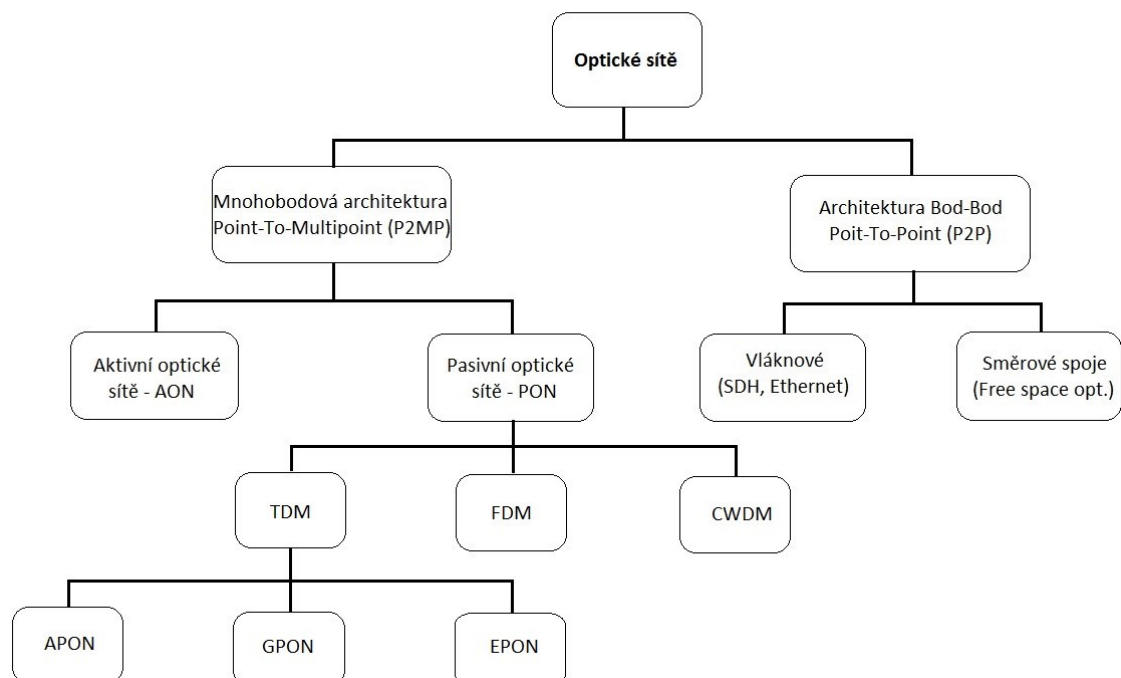 Optické sítě
Mnohobodová architektura
Point-To-Multipoint (P2MP)
Architektura Bod-Bod
Poit-To-Point (P2P)
Aktivní optické
sítě - AON
Pasivní optické
sítě - PON
Vláknové
(SDH, Ethernet)
Směrové spoje
(Free space opt.)
TDM
FDM
CWDM
APON
GPON
EPON